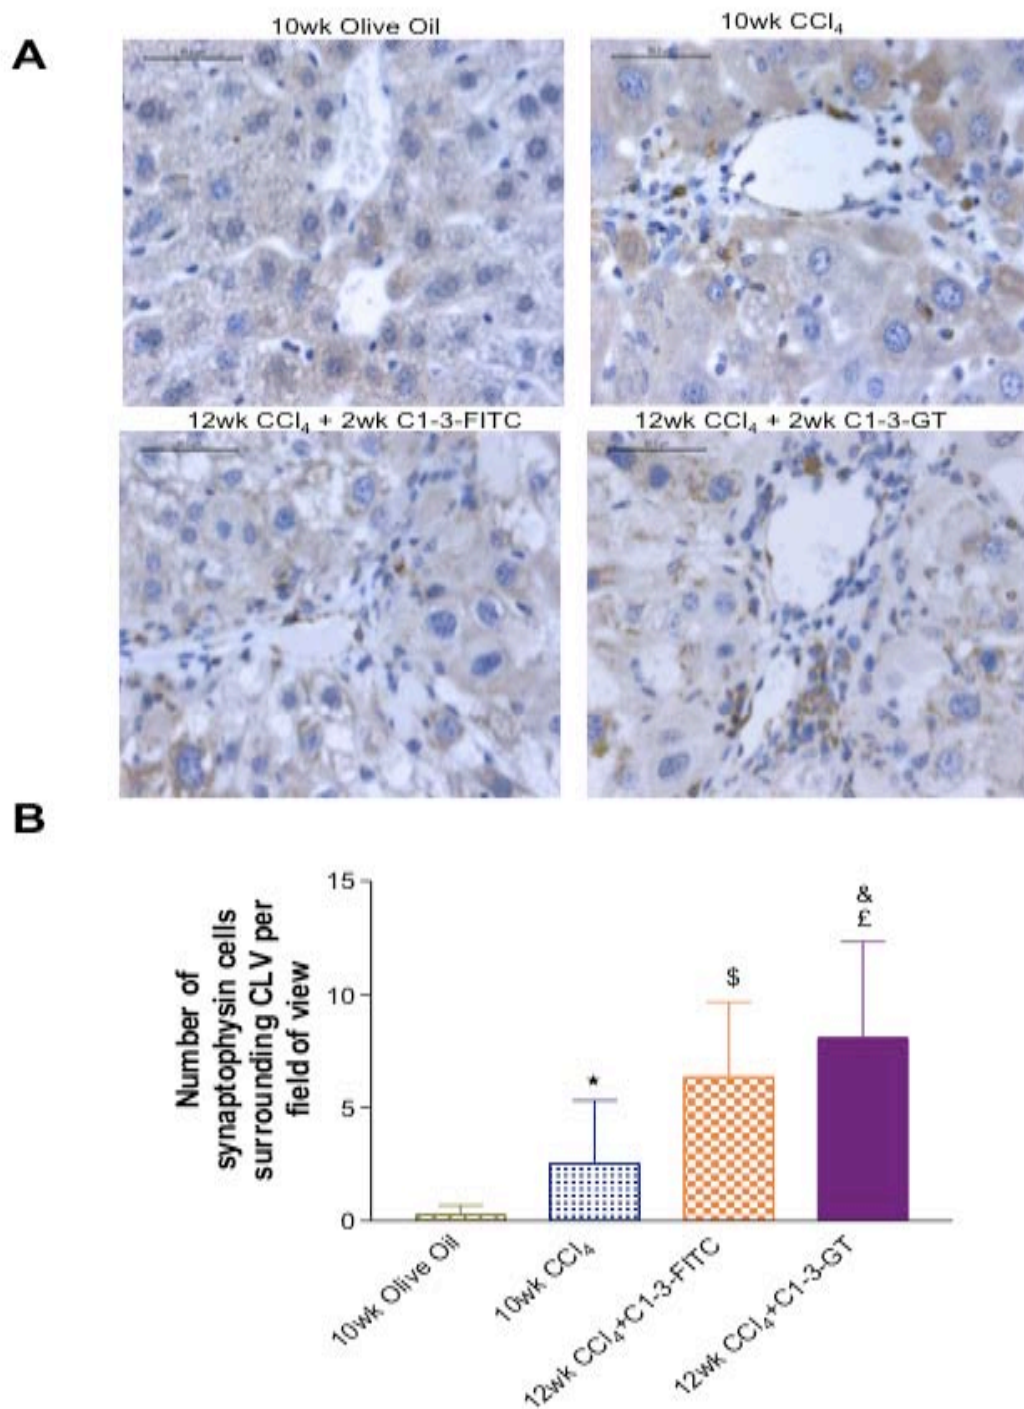 A
10wk Olive Oil
10wk CCl₄
12wk CCl₄ + 2wk C1-3-FITC
12wk CCl₄ + 2wk C1-3-GT
B
Number of
synaptophysin cells
surrounding CLV per
field of view
15
10
5
0
★
$
&
£
10wk Olive Oil
10wk CCl₄
12wk CCl₄+C1-3-FITC
12wk CCl₄+C1-3-GT